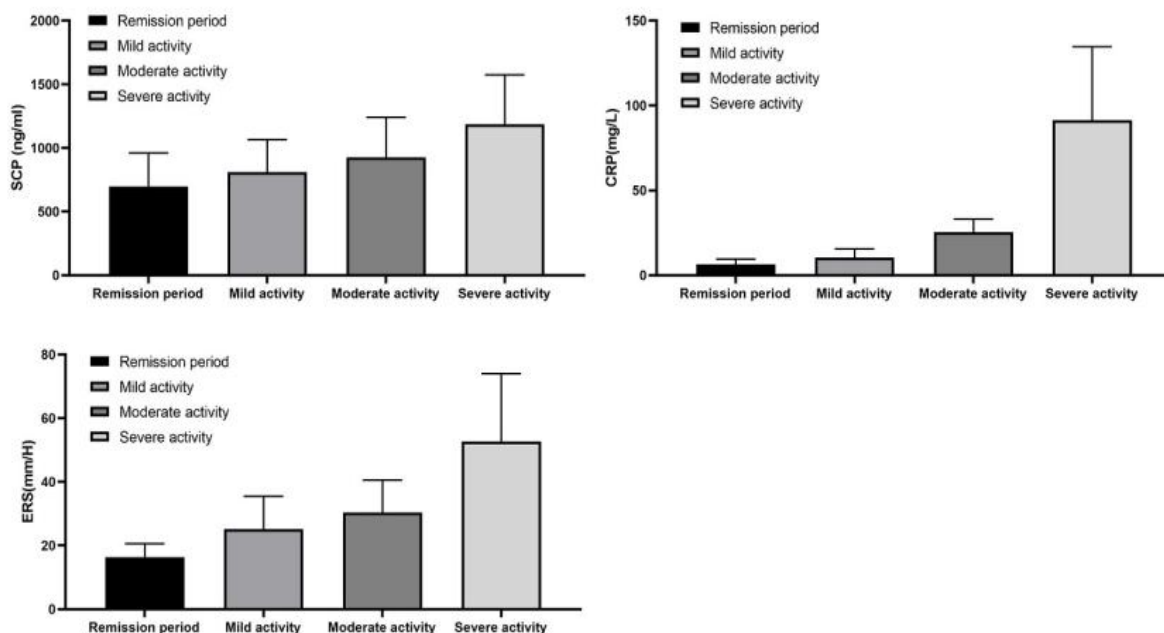 SCP (ng/ml)
2000
1500
1000
500
0
Remission period
Mild activity
Moderate activity
Severe activity
Remission period Mild activity Moderate activity Severe activity
CRP(mg/L)
150
100
50
0
Remission period
Mild activity
Moderate activity
Severe activity
Remission period Mild activity Moderate activity Severe activity
ERS(mm/H)
80
60
40
20
0
Remission period
Mild activity
Moderate activity
Severe activity
Remission period Mild activity Moderate activity Severe activity